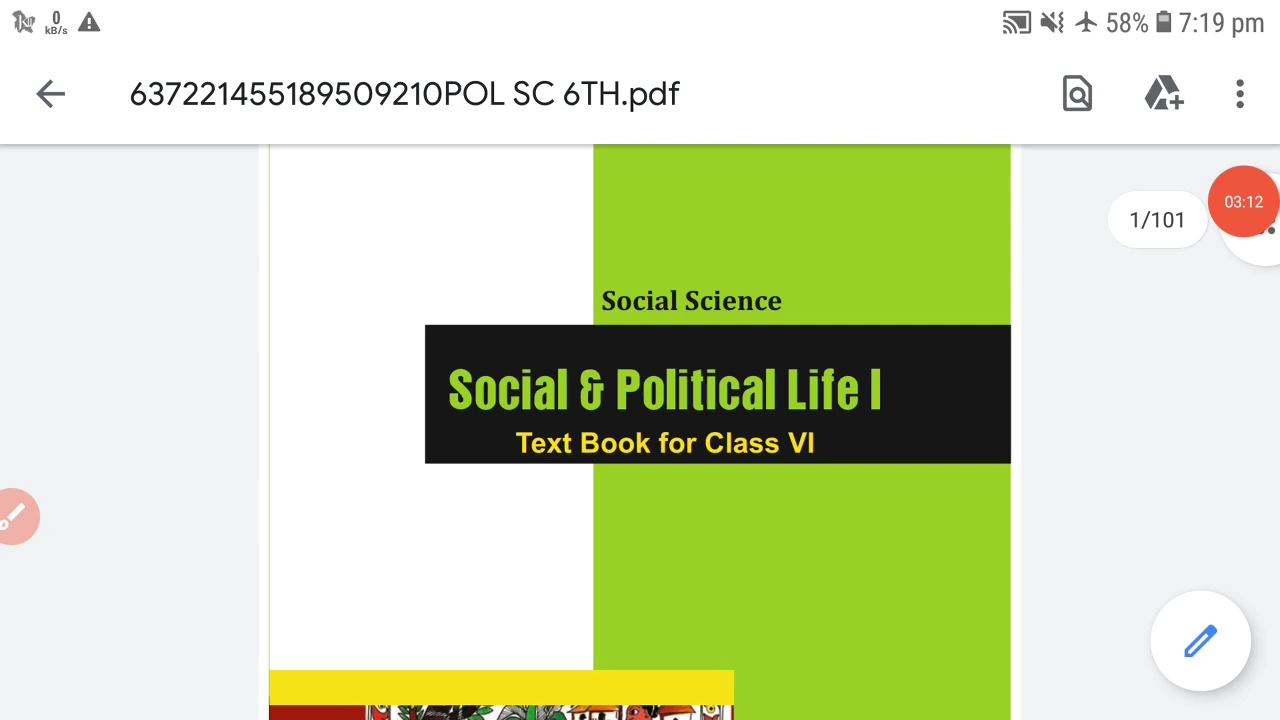 0
kB/s
58%
7:19 pm
637221455189509210POL SC 6TH.pdf
1/101
03:12
Social Science
Social & Political Life I
Text Book for Class VI